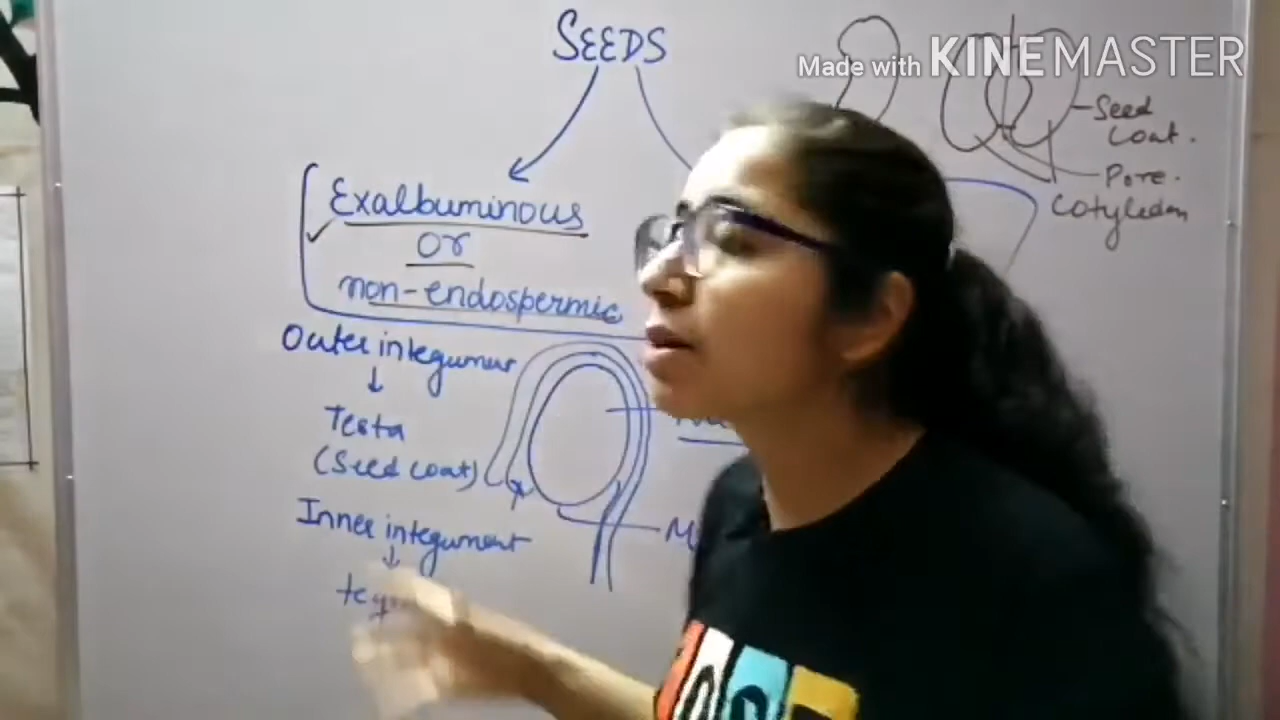 SEEDS
Made with KINEMASTER
Seed
Coat.
Pore.
Cotyledon
Exalbuminous
or
non-endospermic
Outer integumur
Testa
(Seed coat)
Inner integument